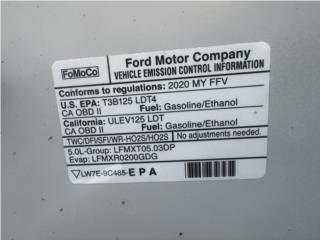 FoMoCo
Ford Motor Company
VEHICLE EMISSION CONTROL INFORMATION
Conforms to regulations: 2020 MY FFV
U.S. EPA: T3B125 LDT4
CA OBD II Fuel: Gasoline/Ethanol
California: ULEV125 LDT
CA OBD II Fuel: Gasoline/Ethanol
TWC/DFI/SFI/WR-HO2S/HO2S
No adjustments needed.
5.0L-Group: LFMXT05.03DP
Evap: LFMXR0200GDG
LW7E-9C485-EPA